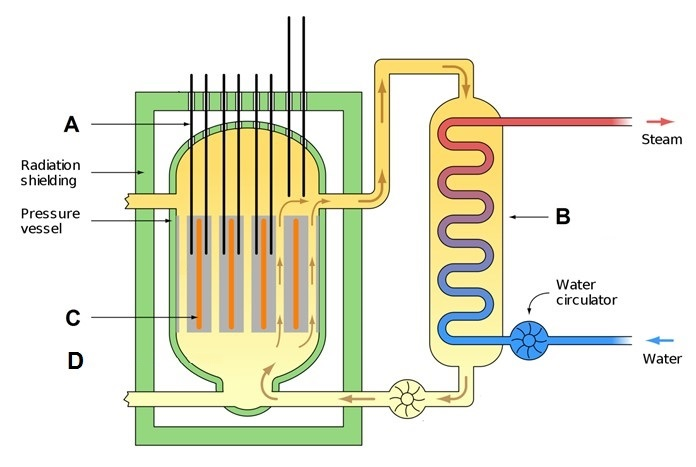 A
Radiation
shielding
Pressure
vessel
C
D
Steam
B
Water
circulator
Water